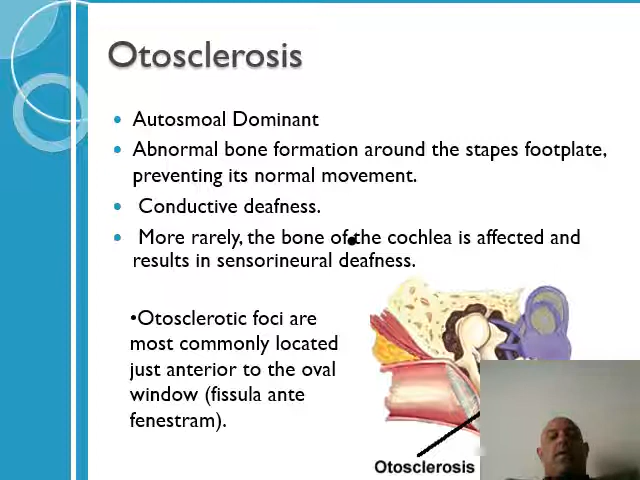 Otosclerosis
• Autosmoal Dominant
• Abnormal bone formation around the stapes footplate,
preventing its normal movement.
• Conductive deafness.
• More rarely, the bone of the cochlea is affected and
results in sensorineural deafness.
•Otosclerotic foci are
most commonly located
just anterior to the oval
window (fissula ante
fenestram).
Otosclerosis